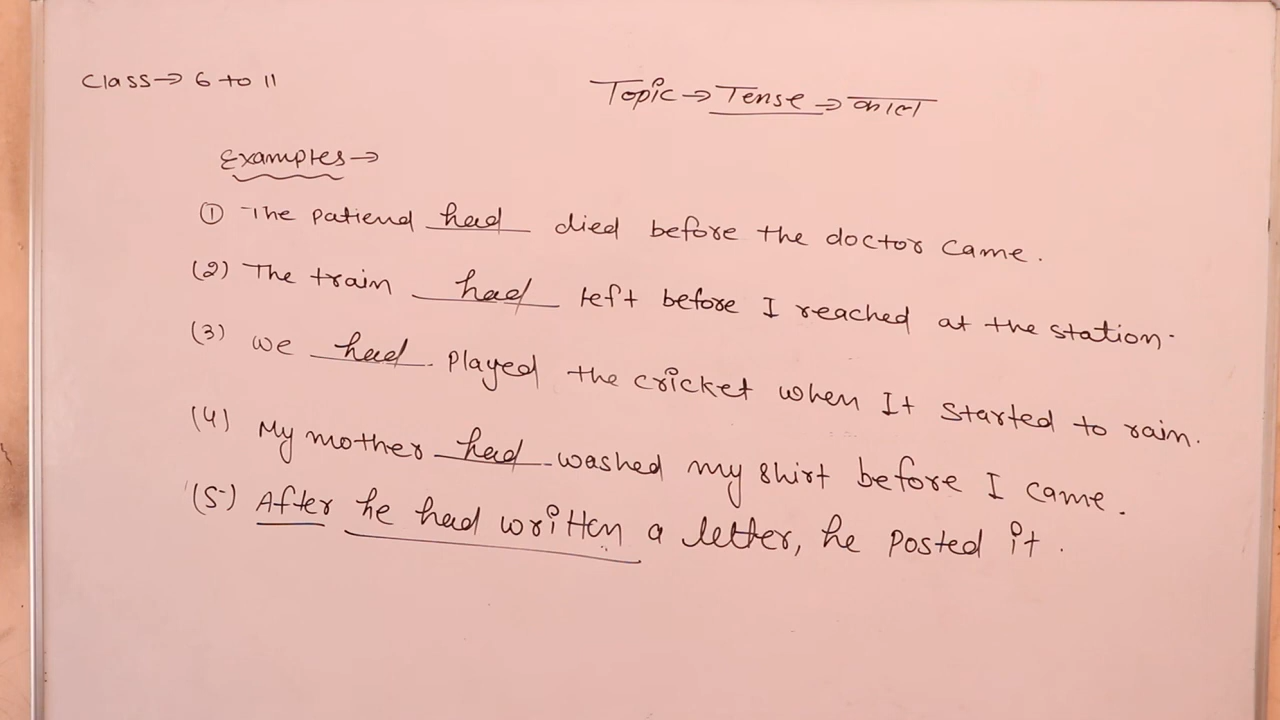 Class → 6 to 11
Topic → Tense → काल
Examples →
① The patiend had died before the doctor came.
(2) The train had left before I reached at the station.
(3) we had played the cricket when It started to rain.
(4) My mother had washed my shirt before I came.
(5) After he had written a letter, he posted it.